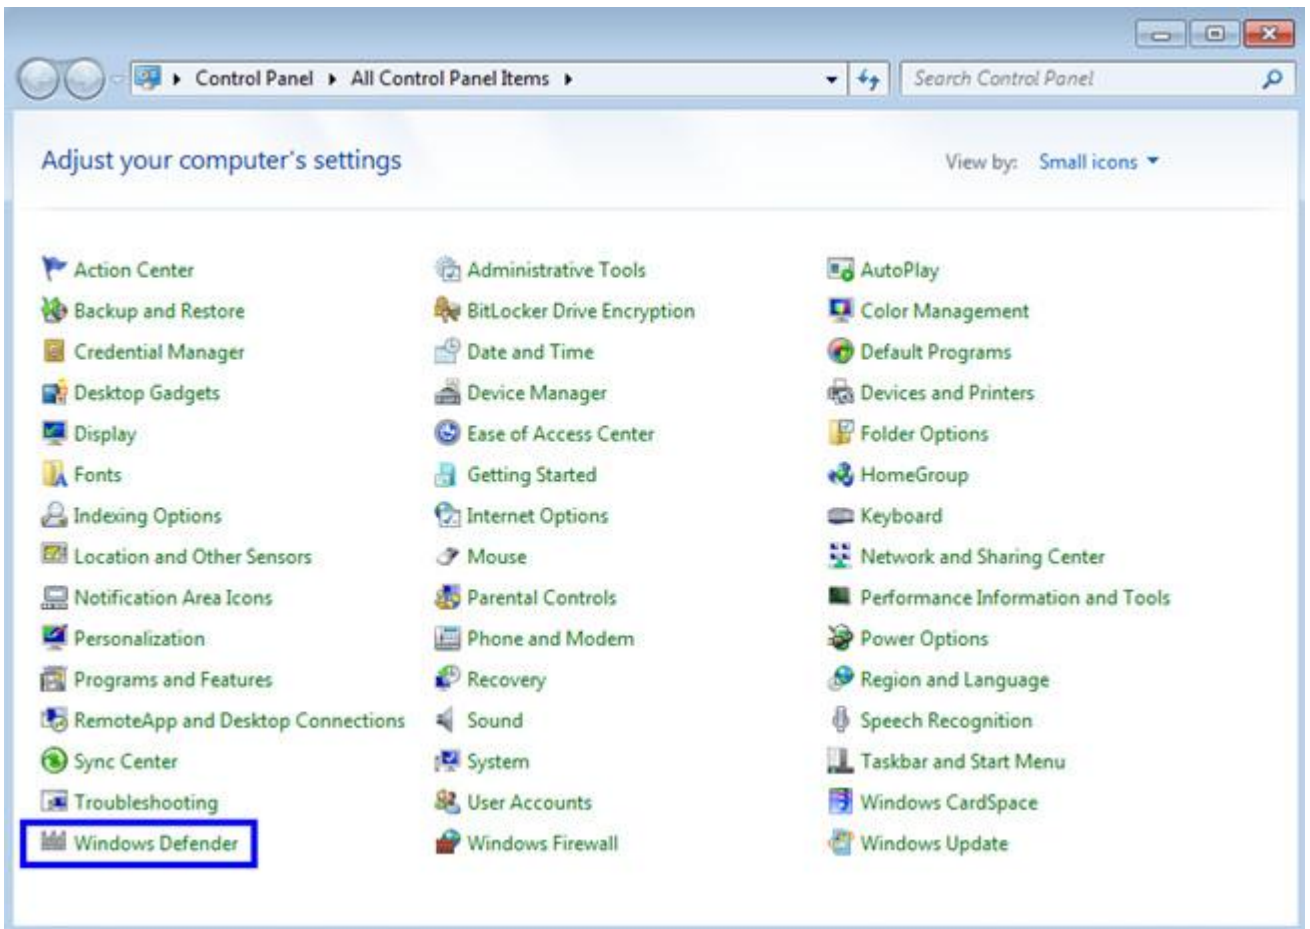 Control Panel All Control Panel Items
Search Control Panel
Adjust your computer's settings
View by: Small icons
Action Center
Administrative Tools
AutoPlay
Backup and Restore
BitLocker Drive Encryption
Color Management
Credential Manager
Date and Time
Default Programs
Desktop Gadgets
Device Manager
Devices and Printers
Display
Ease of Access Center
Folder Options
Fonts
Getting Started
HomeGroup
Indexing Options
Internet Options
Keyboard
Location and Other Sensors
Mouse
Network and Sharing Center
Notification Area Icons
Parental Controls
Performance Information and Tools
Personalization
Phone and Modem
Power Options
Programs and Features
Recovery
Region and Language
RemoteApp and Desktop Connections
Sound
Speech Recognition
Sync Center
System
Taskbar and Start Menu
Troubleshooting
User Accounts
Windows CardSpace
Windows Defender
Windows Firewall
Windows Update